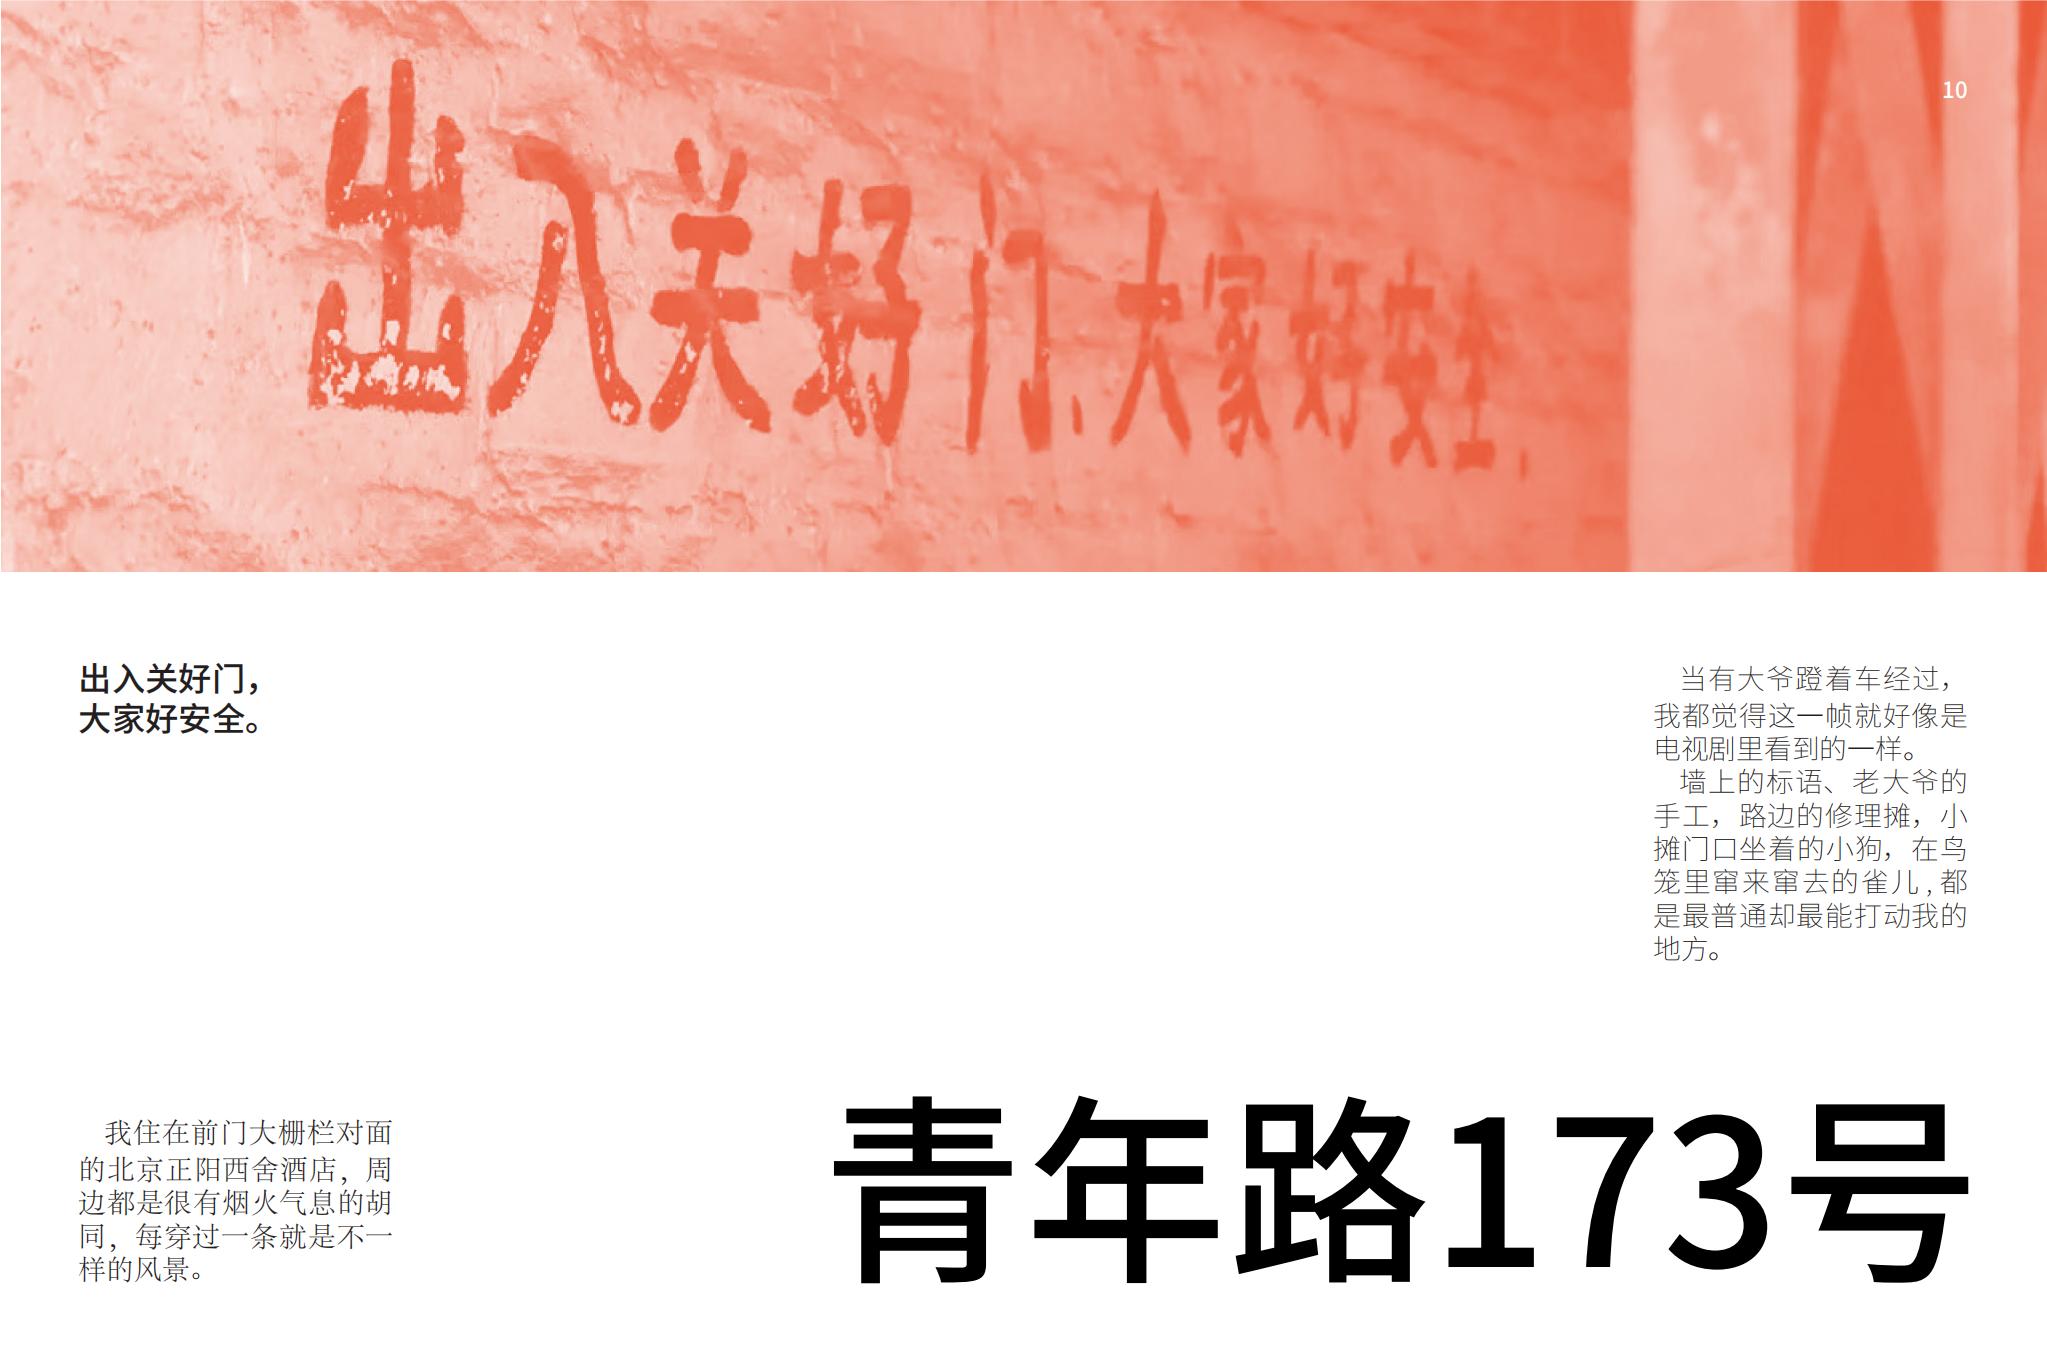 10
出入关好门、大家好安全.
出入关好门，
大家好安全。
当有大爷蹬着车经过，
我都觉得这一帧就好像是
电视剧里看到的一样。
墙上的标语、老大爷的
手工，路边的修理摊，小
摊门口坐着的小狗，在鸟
笼里窜来窜去的雀儿,都
是最普通却最能打动我的
地方。
我住在前门大栅栏对面
的北京正阳西舍酒店，周
边都是很有烟火气息的胡
同，每穿过一条就是不一
样的风景。
青年路173号